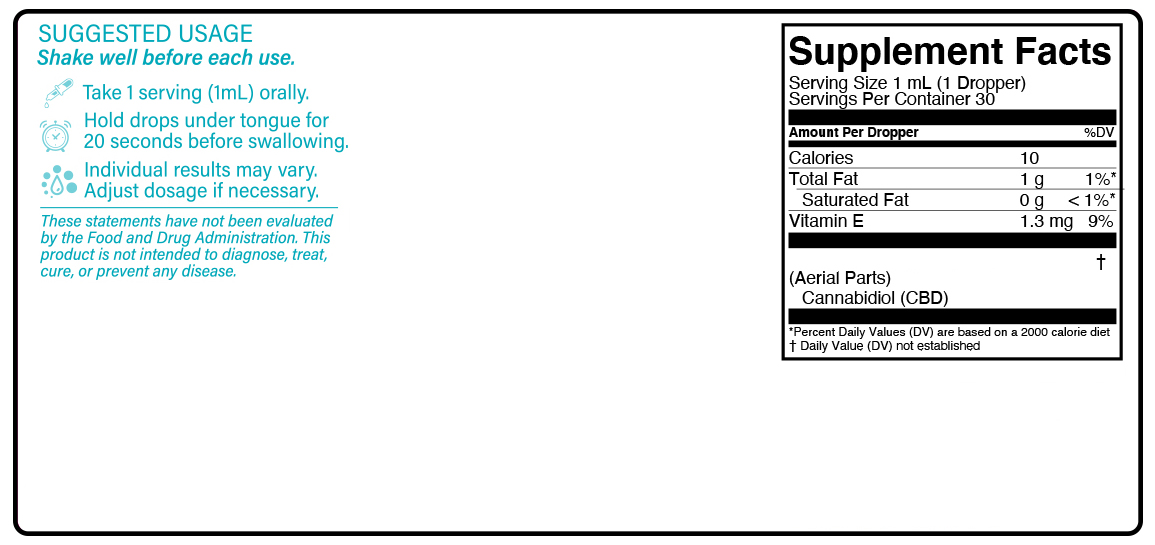 SUGGESTED USAGE
Shake well before each use.
Take 1 serving (1mL) orally.
Hold drops under tongue for
20 seconds before swallowing.
Individual results may vary.
Adjust dosage if necessary.
These statements have not been evaluated
by the Food and Drug Administration. This
product is not intended to diagnose, treat,
cure, or prevent any disease.
Supplement Facts
Serving Size 1 mL (1 Dropper)
Servings Per Container 30
Amount Per Dropper %DV
Calories 10
Total Fat 1 g 1%*
Saturated Fat 0 g < 1%*
Vitamin E 1.3 mg 9%
†
(Aerial Parts)
Cannabidiol (CBD)
*Percent Daily Values (DV) are based on a 2000 calorie diet
† Daily Value (DV) not established